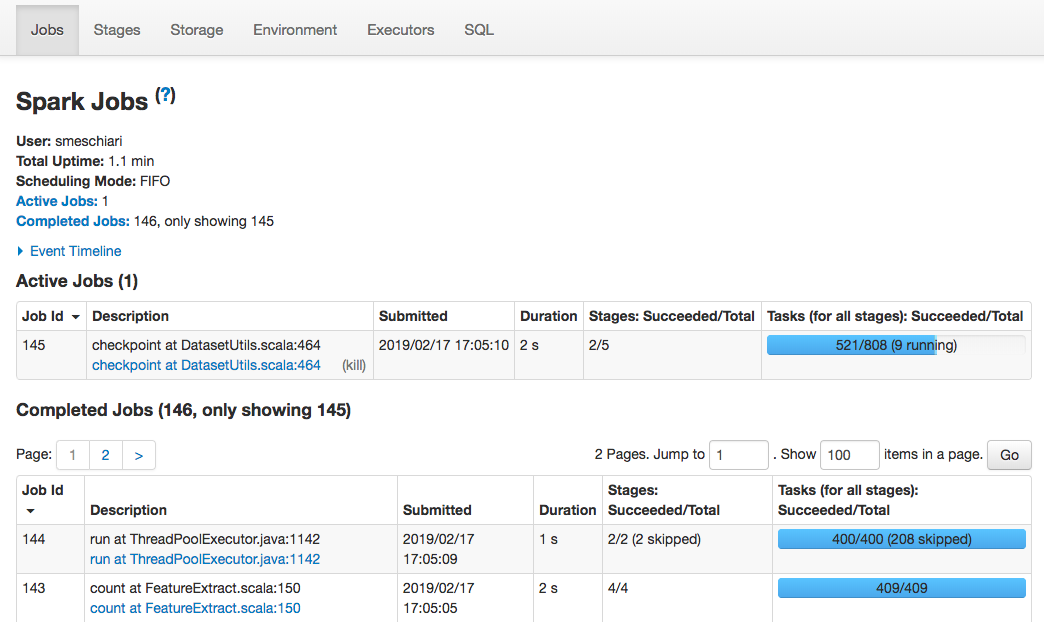 Jobs Stages Storage Environment Executors SQL
Spark Jobs (?)
User: smeschiari
Total Uptime: 1.1 min
Scheduling Mode: FIFO
Active Jobs: 1
Completed Jobs: 146, only showing 145
Event Timeline
Active Jobs (1)
Job Id Description Submitted Duration Stages: Succeeded/Total Tasks (for all stages): Succeeded/Total
145 checkpoint at DatasetUtils.scala:464 2019/02/17 17:05:10 2 s 2/5 521/808 (9 running)
checkpoint at DatasetUtils.scala:464 (kill)
Completed Jobs (146, only showing 145)
Page: 1 2 > 2 Pages. Jump to 1 . Show 100 items in a page. Go
Job Id Stages: Tasks (for all stages):
Description Submitted Duration Succeeded/Total Succeeded/Total
144 run at ThreadPoolExecutor.java:1142 2019/02/17 1 s 2/2 (2 skipped) 400/400 (208 skipped)
run at ThreadPoolExecutor.java:1142 17:05:09
143 count at FeatureExtract.scala:150 2019/02/17 2 s 4/4 409/409
count at FeatureExtract.scala:150 17:05:05